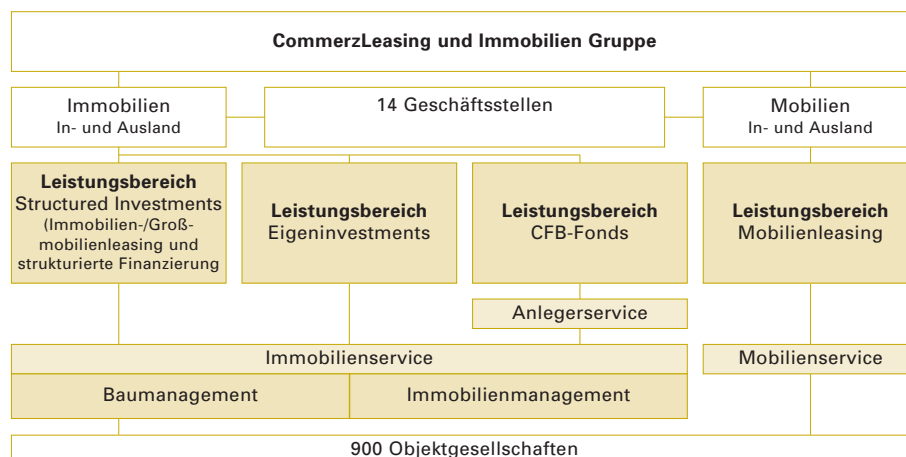 CommerzLeasing und Immobilien Gruppe
Immobilien
In- und Ausland
14 Geschäftsstellen
Mobilien
In- und Ausland
Leistungsbereich
Structured Investments
(Immobilien-/Groß-
mobilienleasing und
strukturierte Finanzierung
Leistungsbereich
Eigeninvestments
Leistungsbereich
CFB-Fonds
Leistungsbereich
Mobilienleasing
Anlegerservice
Immobilienservice
Mobilienservice
Baumanagement
Immobilienmanagement
900 Objektgesellschaften